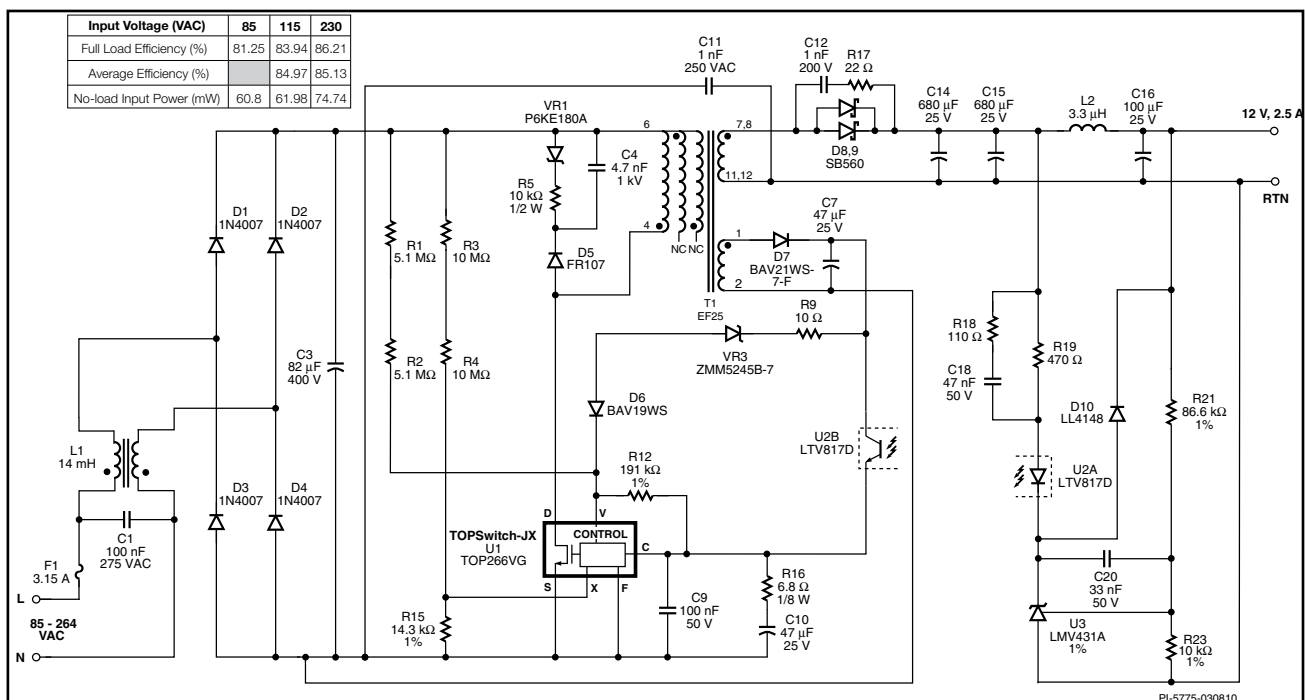 Input Voltage (VAC) 85 115 230
Full Load Efficiency (%) 81.25 83.94 86.21
Average Efficiency (%) 84.97 85.13
No-load Input Power (mW) 60.8 61.98 74.74
C11
1 nF
250 VAC
C12
1 nF
200 V
R17
22 Ω
D8,9
SB560
C14
680 µF
25 V
C15
680 µF
25 V
L2
3.3 µH
C16
100 µF
25 V
12 V, 2.5 A
RTN
VR1
P6KE180A
C4
4.7 nF
1 kV
R5
10 kΩ
1/2 W
D5
FR107
6
4
NC NC
7,8
11,12
1
2
T1
EF25
C7
47 µF
25 V
D7
BAV21WS-
7-F
R9
10 Ω
VR3
ZMM5245B-7
D1
1N4007
D2
1N4007
C3
82 µF
400 V
R1
5.1 MΩ
R3
10 MΩ
R2
5.1 MΩ
R4
10 MΩ
D6
BAV19WS
U2B
LTV817D
R18
110 Ω
R19
470 Ω
C18
47 nF
50 V
D10
LL4148
R21
86.6 kΩ
1%
U2A
LTV817D
L1
14 mH
D3
1N4007
D4
1N4007
C1
100 nF
275 VAC
F1
3.15 A
L
85 - 264
VAC
N
R12
191 kΩ
1%
TOPSwitch-JX
U1
TOP266VG
D
V
CONTROL
C
S
X
F
R15
14.3 kΩ
1%
C9
100 nF
50 V
R16
6.8 Ω
1/8 W
C10
47 µF
25 V
C20
33 nF
50 V
U3
LMV431A
1%
R23
10 kΩ
1%
PI-5775-030810